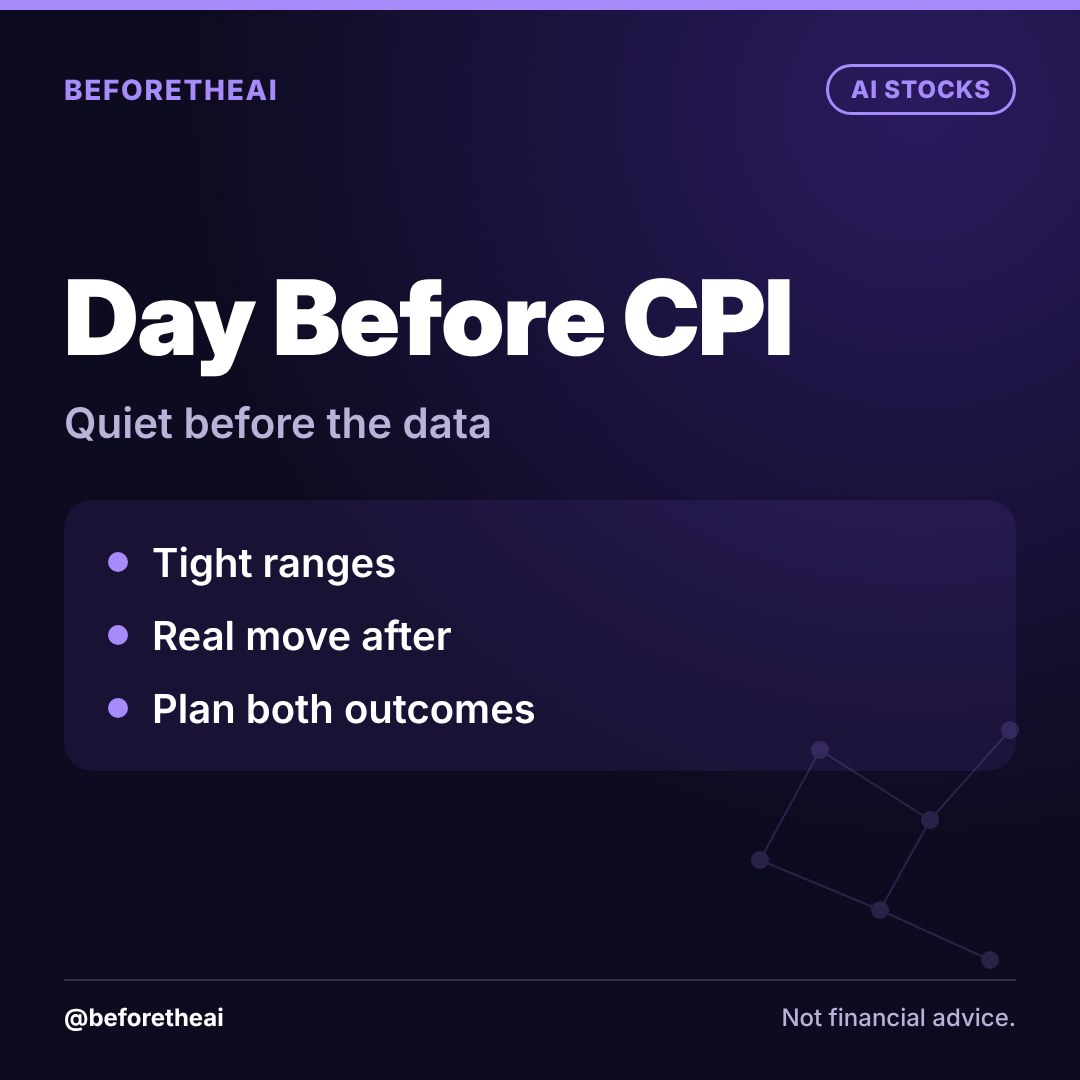 BEFORETHEAI
AI STOCKS
Day Before CPI
Quiet before the data
Tight ranges
Real move after
Plan both outcomes
@beforetheai
Not financial advice.